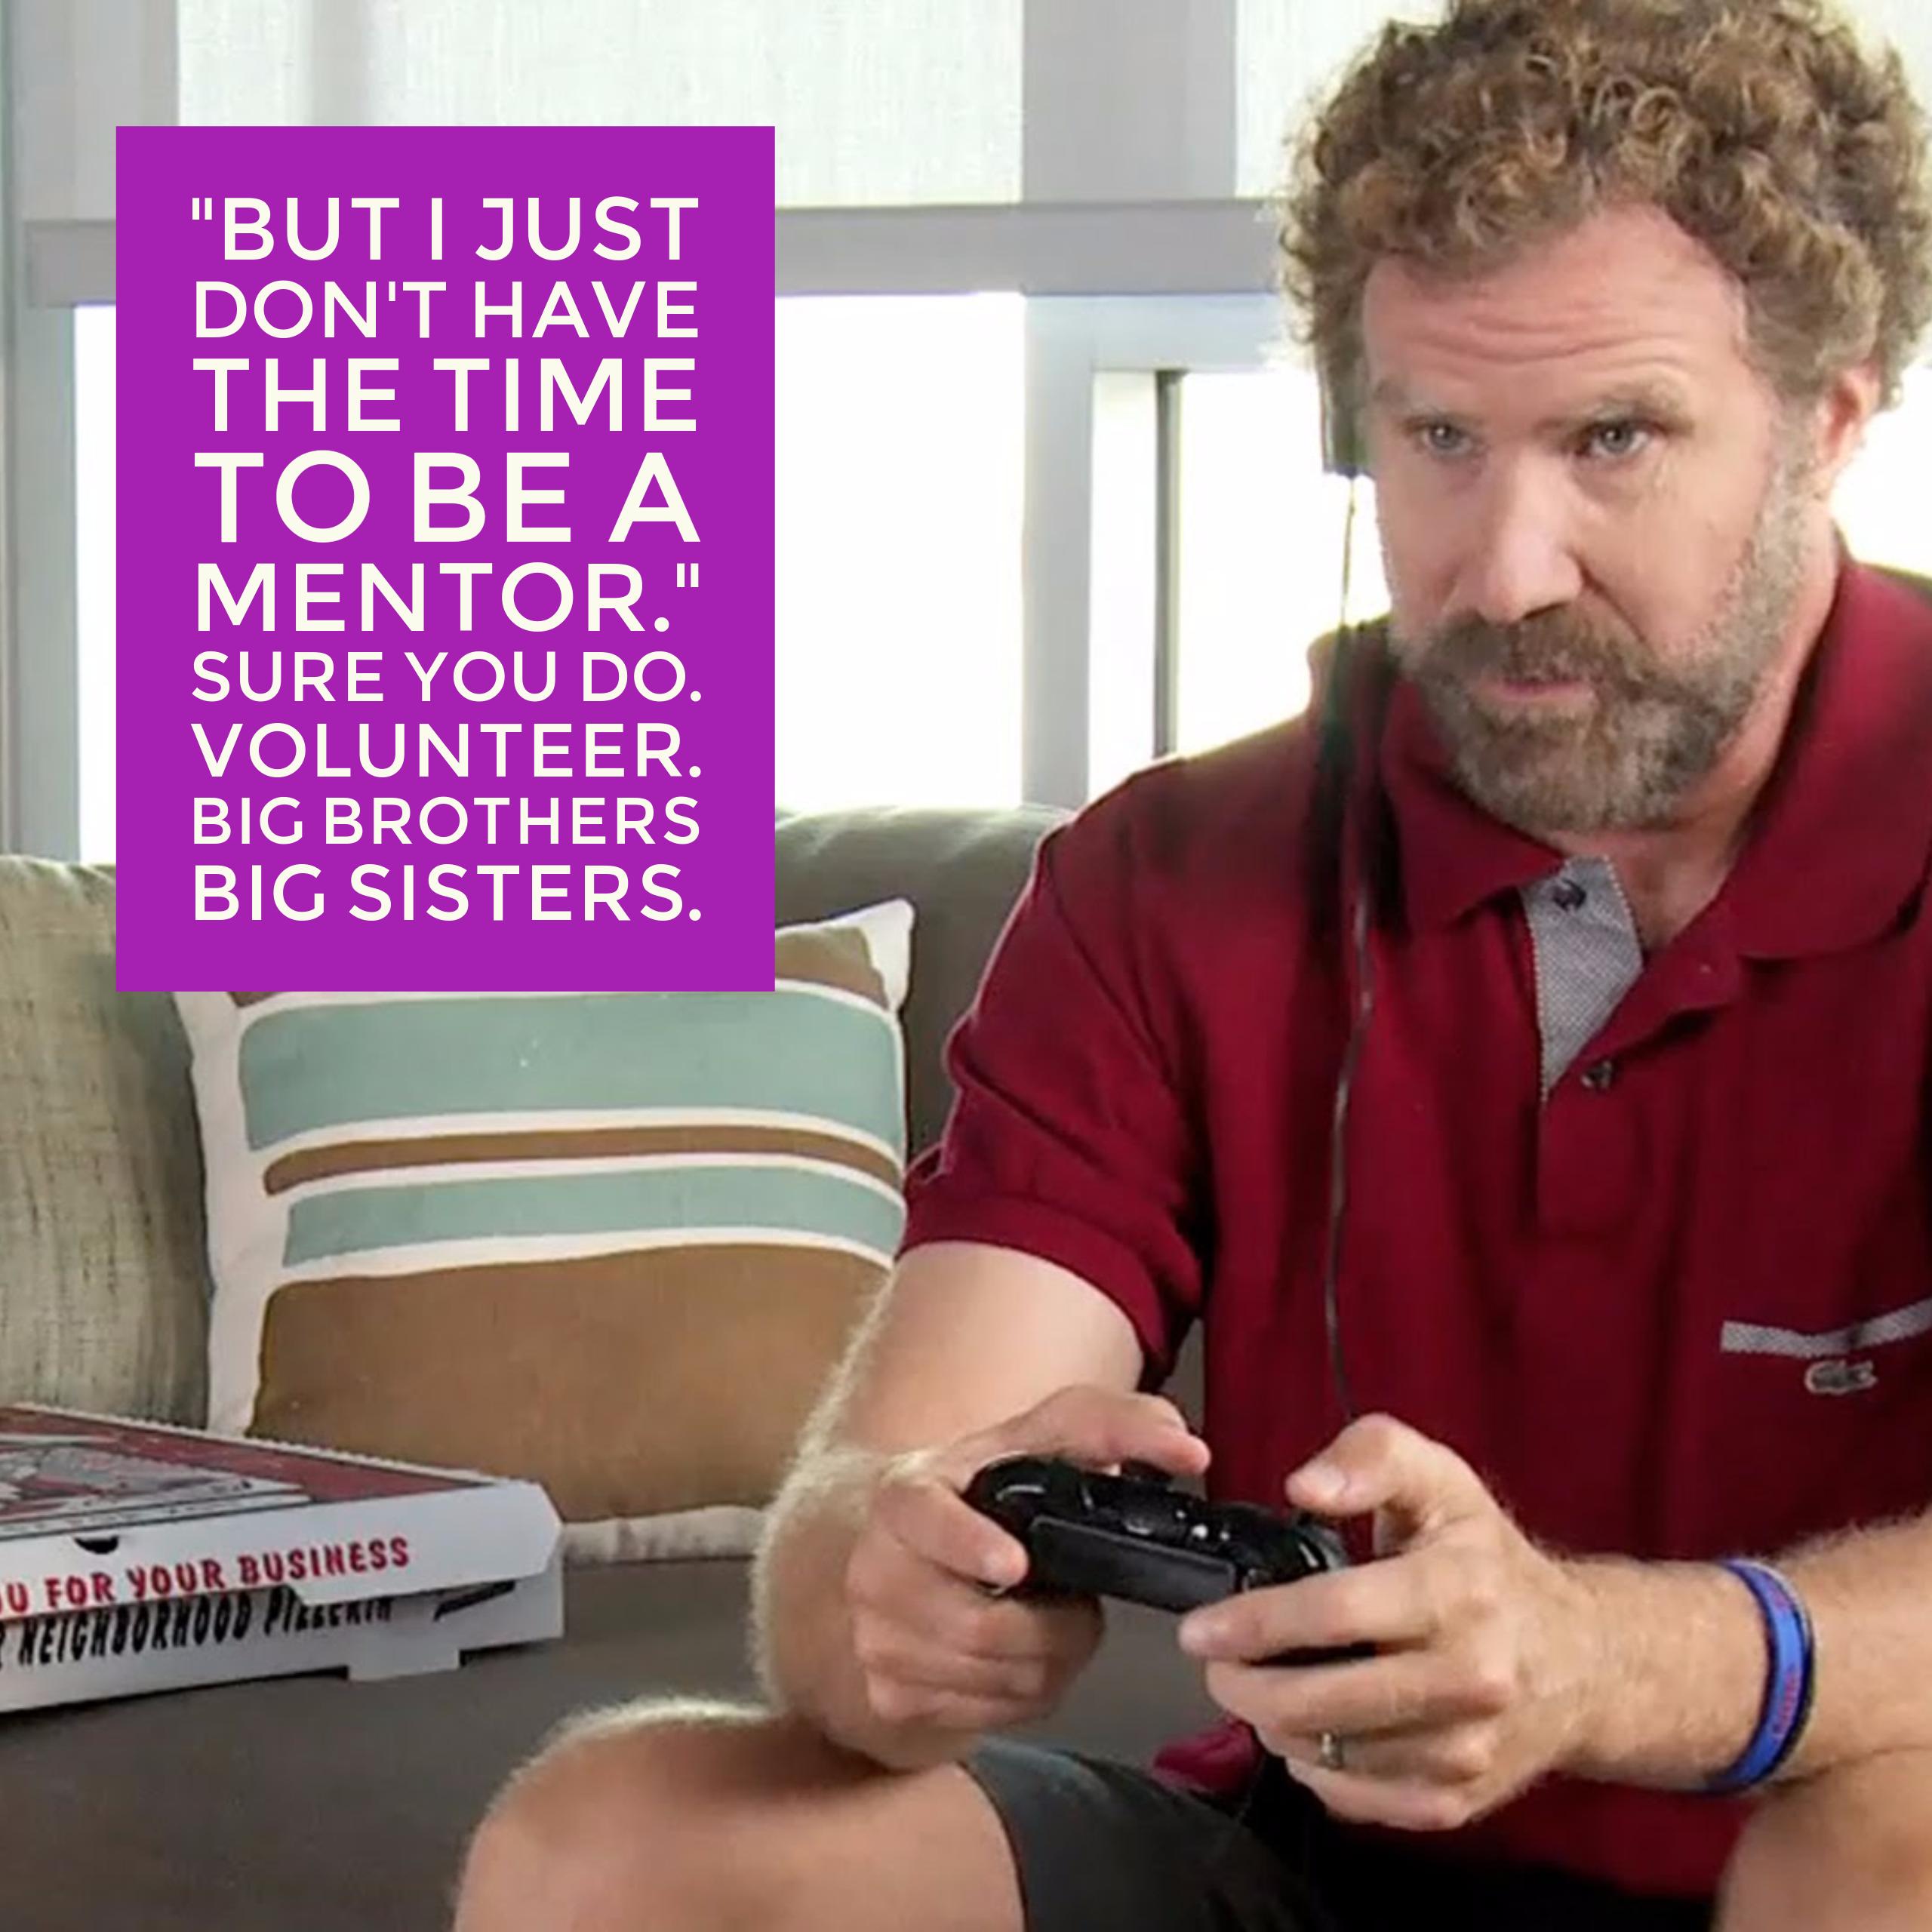 "BUT I JUST
DON'T HAVE
THE TIME
TO BE A
MENTOR."
SURE YOU DO.
VOLUNTEER.
BIG BROTHERS
BIG SISTERS.
U FOR YOUR BUSINESS
NEIGHBORHOOD PIZZERIA